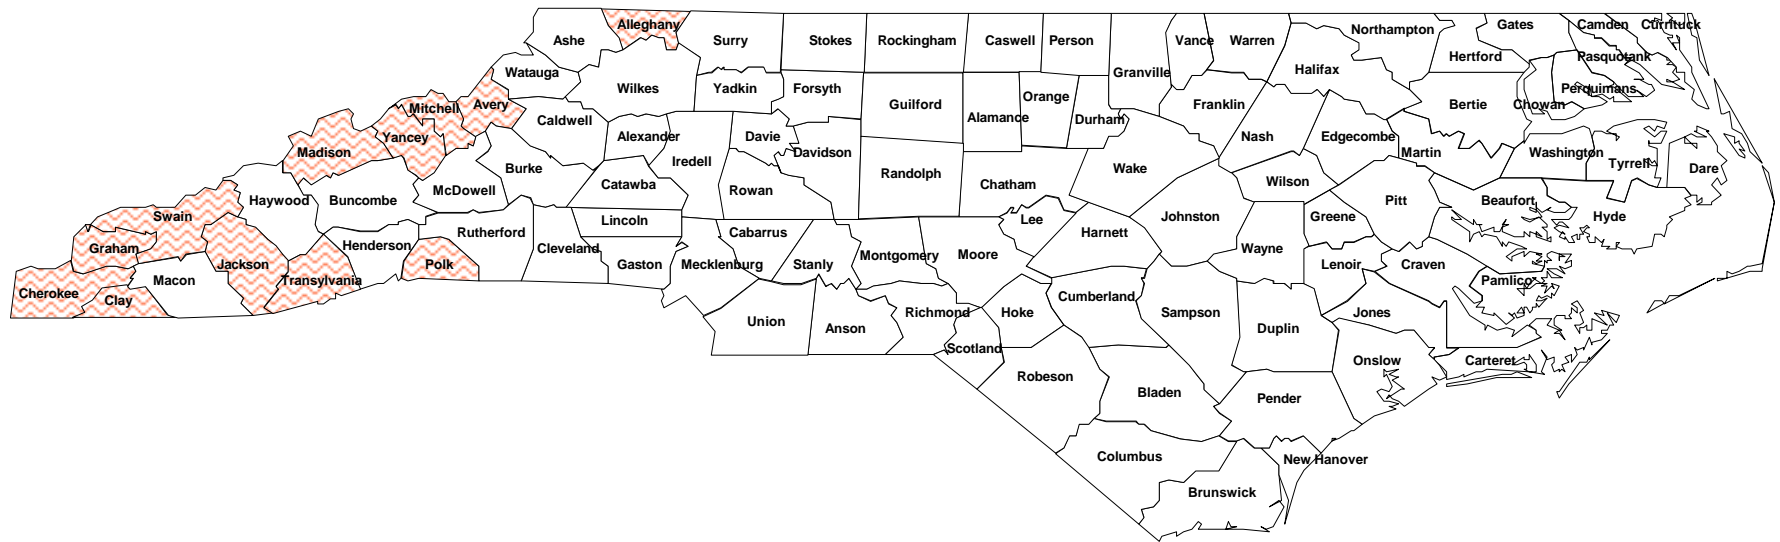 Alleghany
Ashe
Surry
Stokes
Rockingham
Caswell
Person
Vance
Warren
Northampton
Gates
Camden
Currituck
Watauga
Wilkes
Yadkin
Forsyth
Granville
Halifax
Hertford
Pasquotank
Mitchell
Avery
Caldwell
Alexander
Davie
Guilford
Alamance
Orange
Durham
Franklin
Nash
Edgecombe
Bertie
Chowan
Perquimans
Madison
Yancey
Burke
Iredell
Davidson
Randolph
Chatham
Wake
Wilson
Martin
Washington
Tyrrell
Dare
Haywood
Buncombe
McDowell
Catawba
Rowan
Swain
Graham
Henderson
Rutherford
Cleveland
Lincoln
Cabarrus
Lee
Harnett
Johnston
Greene
Pitt
Beaufort
Hyde
Cherokee
Clay
Macon
Jackson
Transylvania
Polk
Gaston
Mecklenburg
Stanly
Montgomery
Moore
Wayne
Lenoir
Craven
Pamlico
Union
Anson
Richmond
Hoke
Cumberland
Sampson
Duplin
Jones
Scotland
Robeson
Bladen
Pender
Onslow
Carteret
Columbus
New Hanover
Brunswick